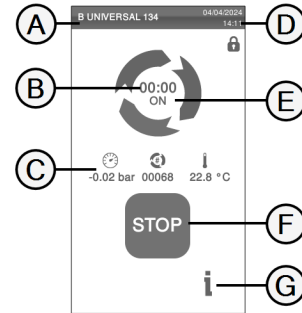 A
B UNIVERSAL 134
04/04/2024
14:11
D
B
00:00
ON
E
C
-0.02 bar 00068 22.8 °C
STOP
F
i
G